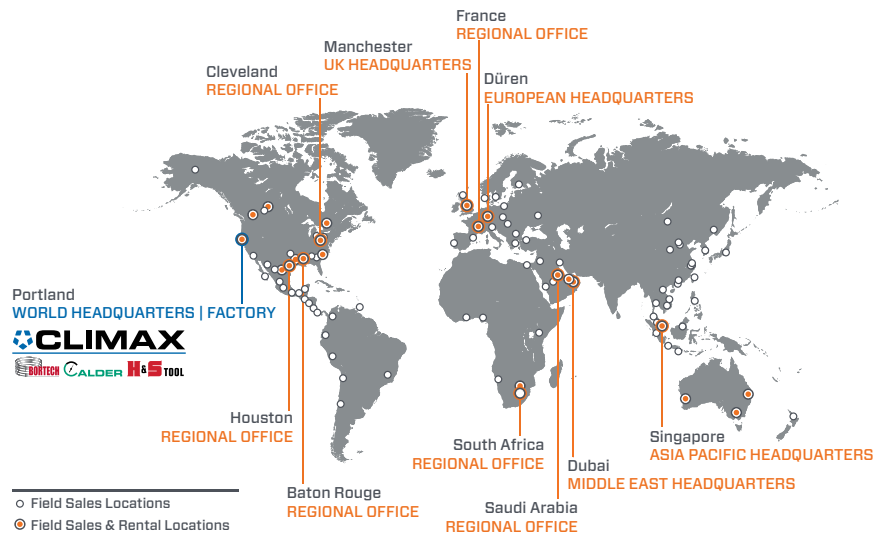 France
REGIONAL OFFICE
Manchester
UK HEADQUARTERS
Cleveland
REGIONAL OFFICE
Düren
EUROPEAN HEADQUARTERS
Portland
WORLD HEADQUARTERS | FACTORY
CLIMAX
BORTECH CALDER H&S TOOL
Houston
REGIONAL OFFICE
South Africa
REGIONAL OFFICE
Singapore
ASIA PACIFIC HEADQUARTERS
Dubai
MIDDLE EAST HEADQUARTERS
Baton Rouge
REGIONAL OFFICE
Saudi Arabia
REGIONAL OFFICE
Field Sales Locations
Field Sales & Rental Locations